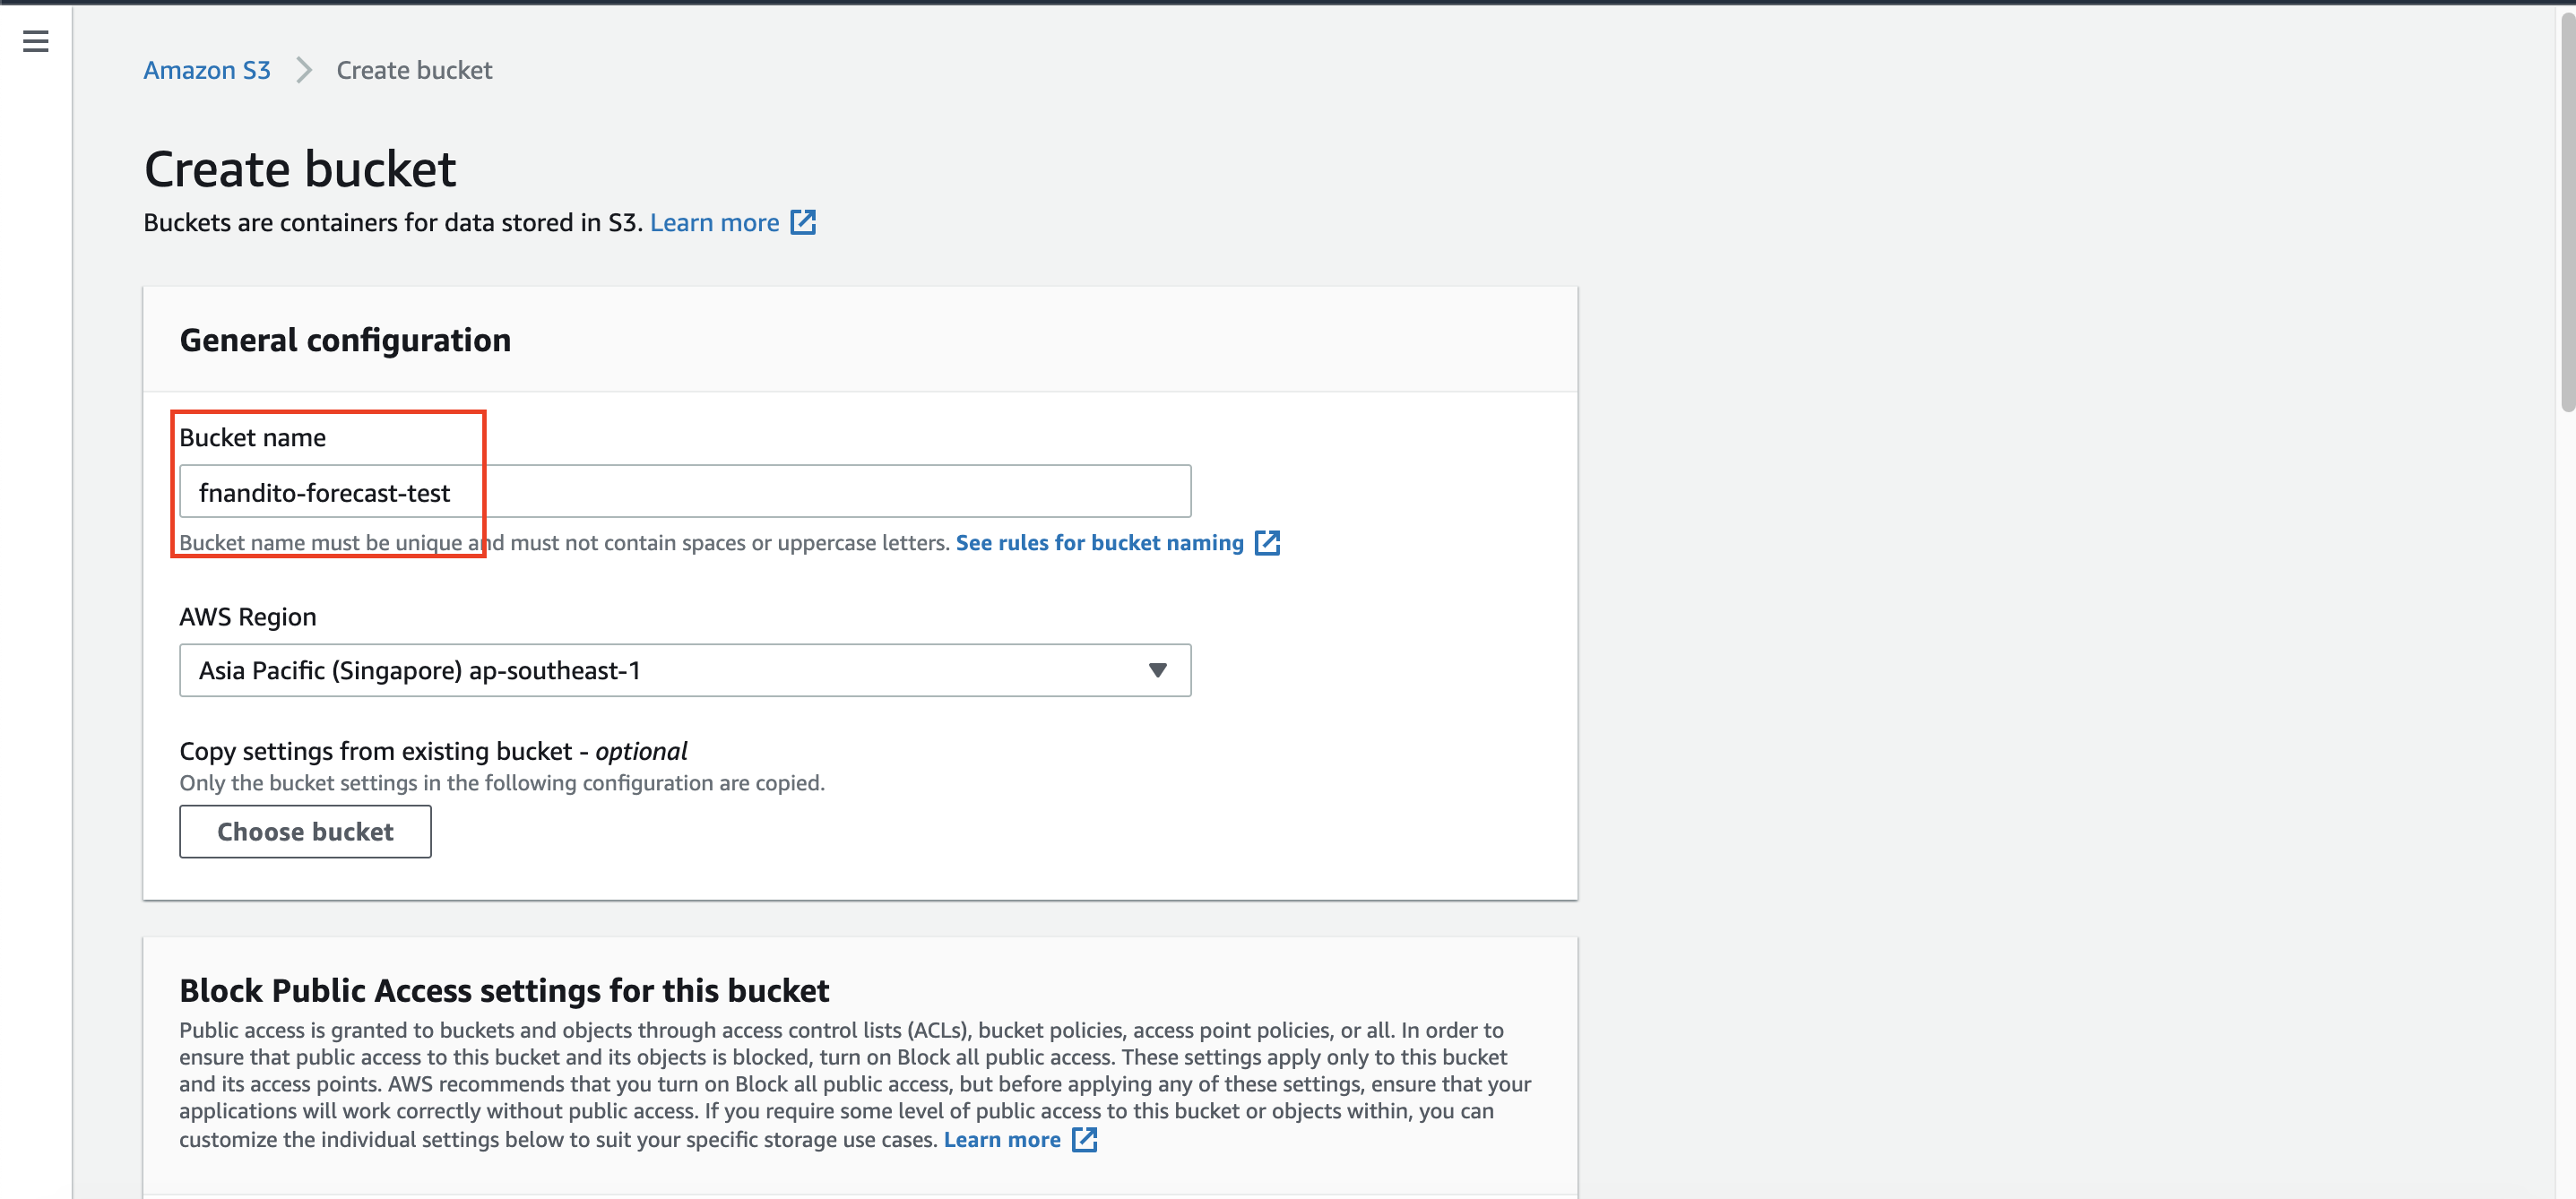 Amazon S3 Create bucket
Create bucket
Buckets are containers for data stored in S3. Learn more
General configuration
Bucket name
fnandito-forecast-test
Bucket name must be unique and must not contain spaces or uppercase letters. See rules for bucket naming
AWS Region
Asia Pacific (Singapore) ap-southeast-1
Copy settings from existing bucket - optional
Only the bucket settings in the following configuration are copied.
Choose bucket
Block Public Access settings for this bucket
Public access is granted to buckets and objects through access control lists (ACLs), bucket policies, access point policies, or all. In order to
ensure that public access to this bucket and its objects is blocked, turn on Block all public access. These settings apply only to this bucket
and its access points. AWS recommends that you turn on Block all public access, but before applying any of these settings, ensure that your
applications will work correctly without public access. If you require some level of public access to this bucket or objects within, you can
customize the individual settings below to suit your specific storage use cases. Learn more